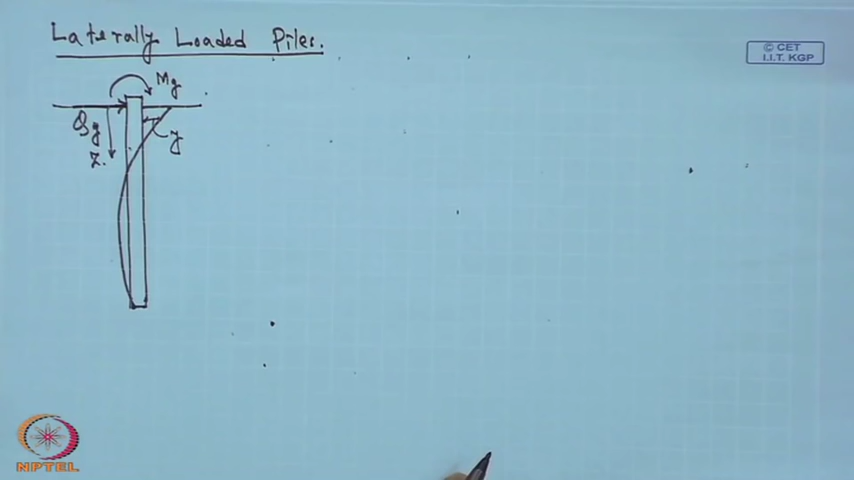 Laterally Loaded Piles.
© CET
I.I.T. KGP
Mg
Qg
z.
y
NPTEL